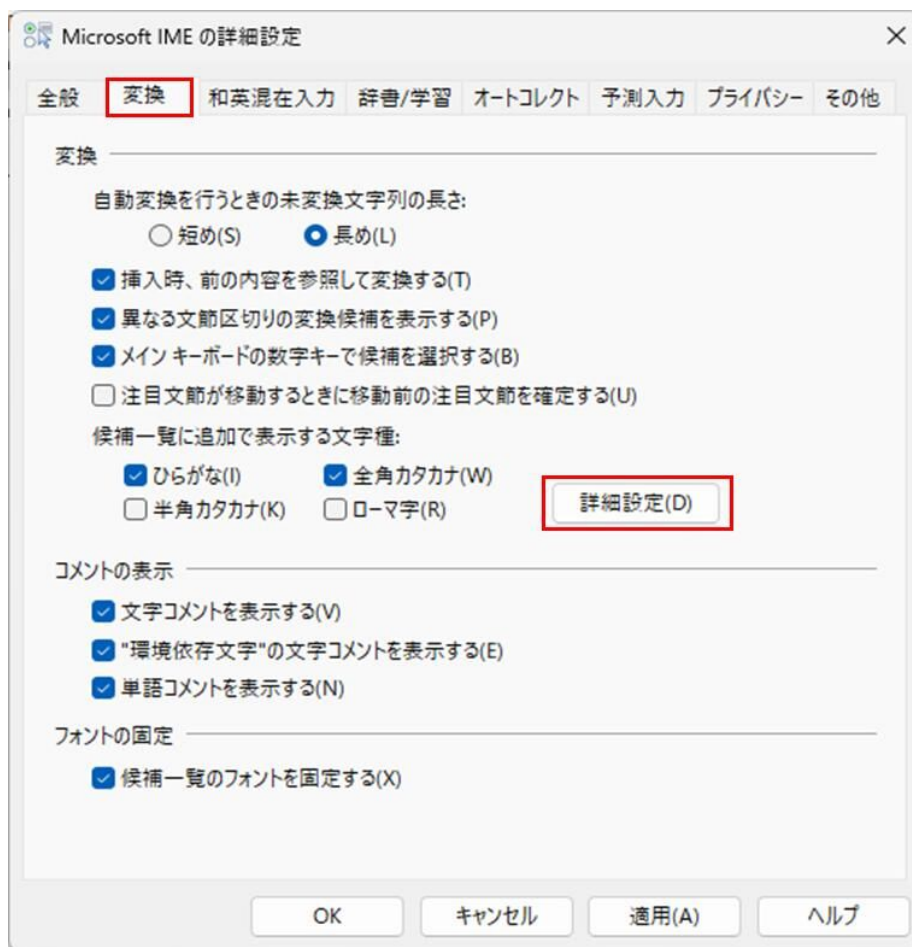 Microsoft IME の詳細設定
全般 変換 和英混在入力 辞書/学習 オートコレクト 予測入力 プライバシー その他
変換
自動変換を行うときの未変換文字列の長さ:
短め(S) 長め(L)
挿入時、前の内容を参照して変換する(T)
異なる文節区切りの変換候補を表示する(P)
メイン キーボードの数字キーで候補を選択する(B)
注目文節が移動するときに移動前の注目文節を確定する(U)
候補一覧に追加で表示する文字種:
ひらがな(I) 全角カタカナ(W)
半角カタカナ(K) ローマ字(R) 詳細設定(D)
コメントの表示
文字コメントを表示する(V)
"環境依存文字"の文字コメントを表示する(E)
単語コメントを表示する(N)
フォントの固定
候補一覧のフォントを固定する(X)
OK キャンセル 適用(A) ヘルプ